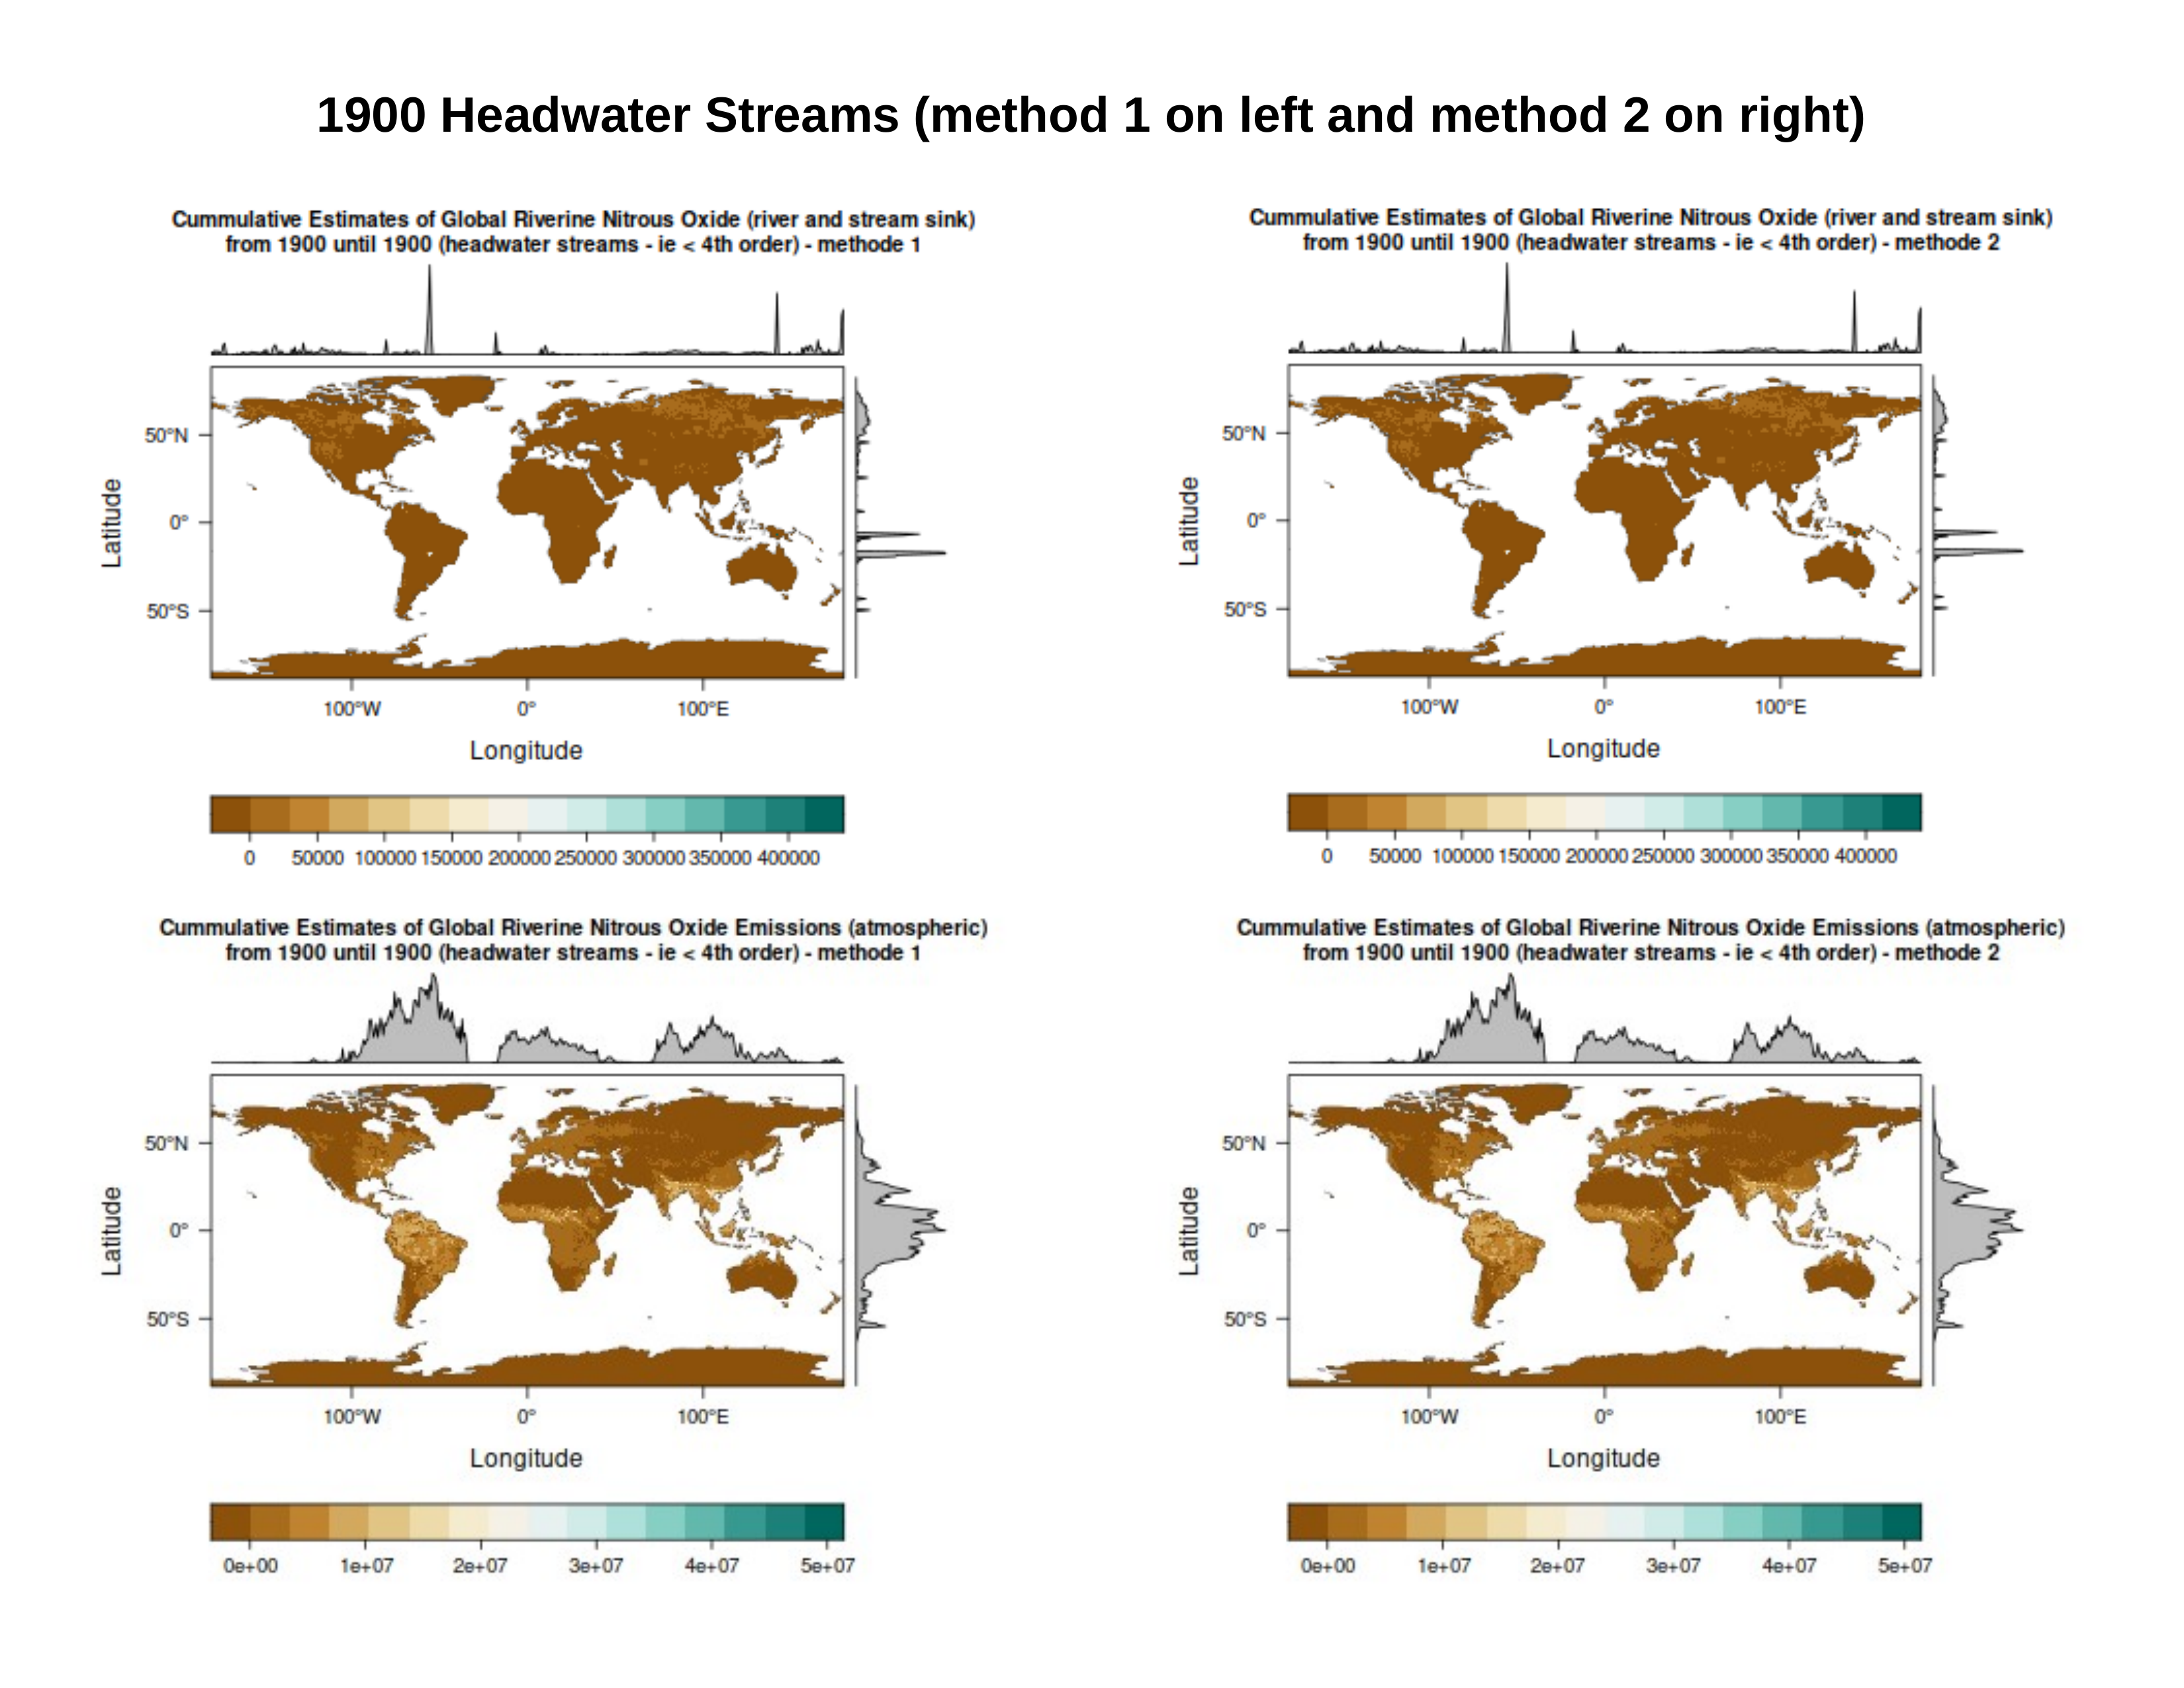 1900 Headwater Streams (method 1 on left and method 2 on right)
Cummulative Estimates of Global Riverine Nitrous Oxide (river and stream sink)
from 1900 until 1900 (headwater streams - ie < 4th order) - methode 1
50°N
0°
50°S
Latitude
100°W 0° 100°E
Longitude
0 50000 100000 150000 200000 250000 300000 350000 400000
Cummulative Estimates of Global Riverine Nitrous Oxide (river and stream sink)
from 1900 until 1900 (headwater streams - ie < 4th order) - methode 2
50°N
0°
50°S
Latitude
100°W 0° 100°E
Longitude
0 50000 100000 150000 200000 250000 300000 350000 400000
Cummulative Estimates of Global Riverine Nitrous Oxide Emissions (atmospheric)
from 1900 until 1900 (headwater streams - ie < 4th order) - methode 1
50°N
0°
50°S
Latitude
100°W 0° 100°E
Longitude
0e+00 1e+07 2e+07 3e+07 4e+07 5e+07
Cummulative Estimates of Global Riverine Nitrous Oxide Emissions (atmospheric)
from 1900 until 1900 (headwater streams - ie < 4th order) - methode 2
50°N
0°
50°S
Latitude
100°W 0° 100°E
Longitude
0e+00 1e+07 2e+07 3e+07 4e+07 5e+07